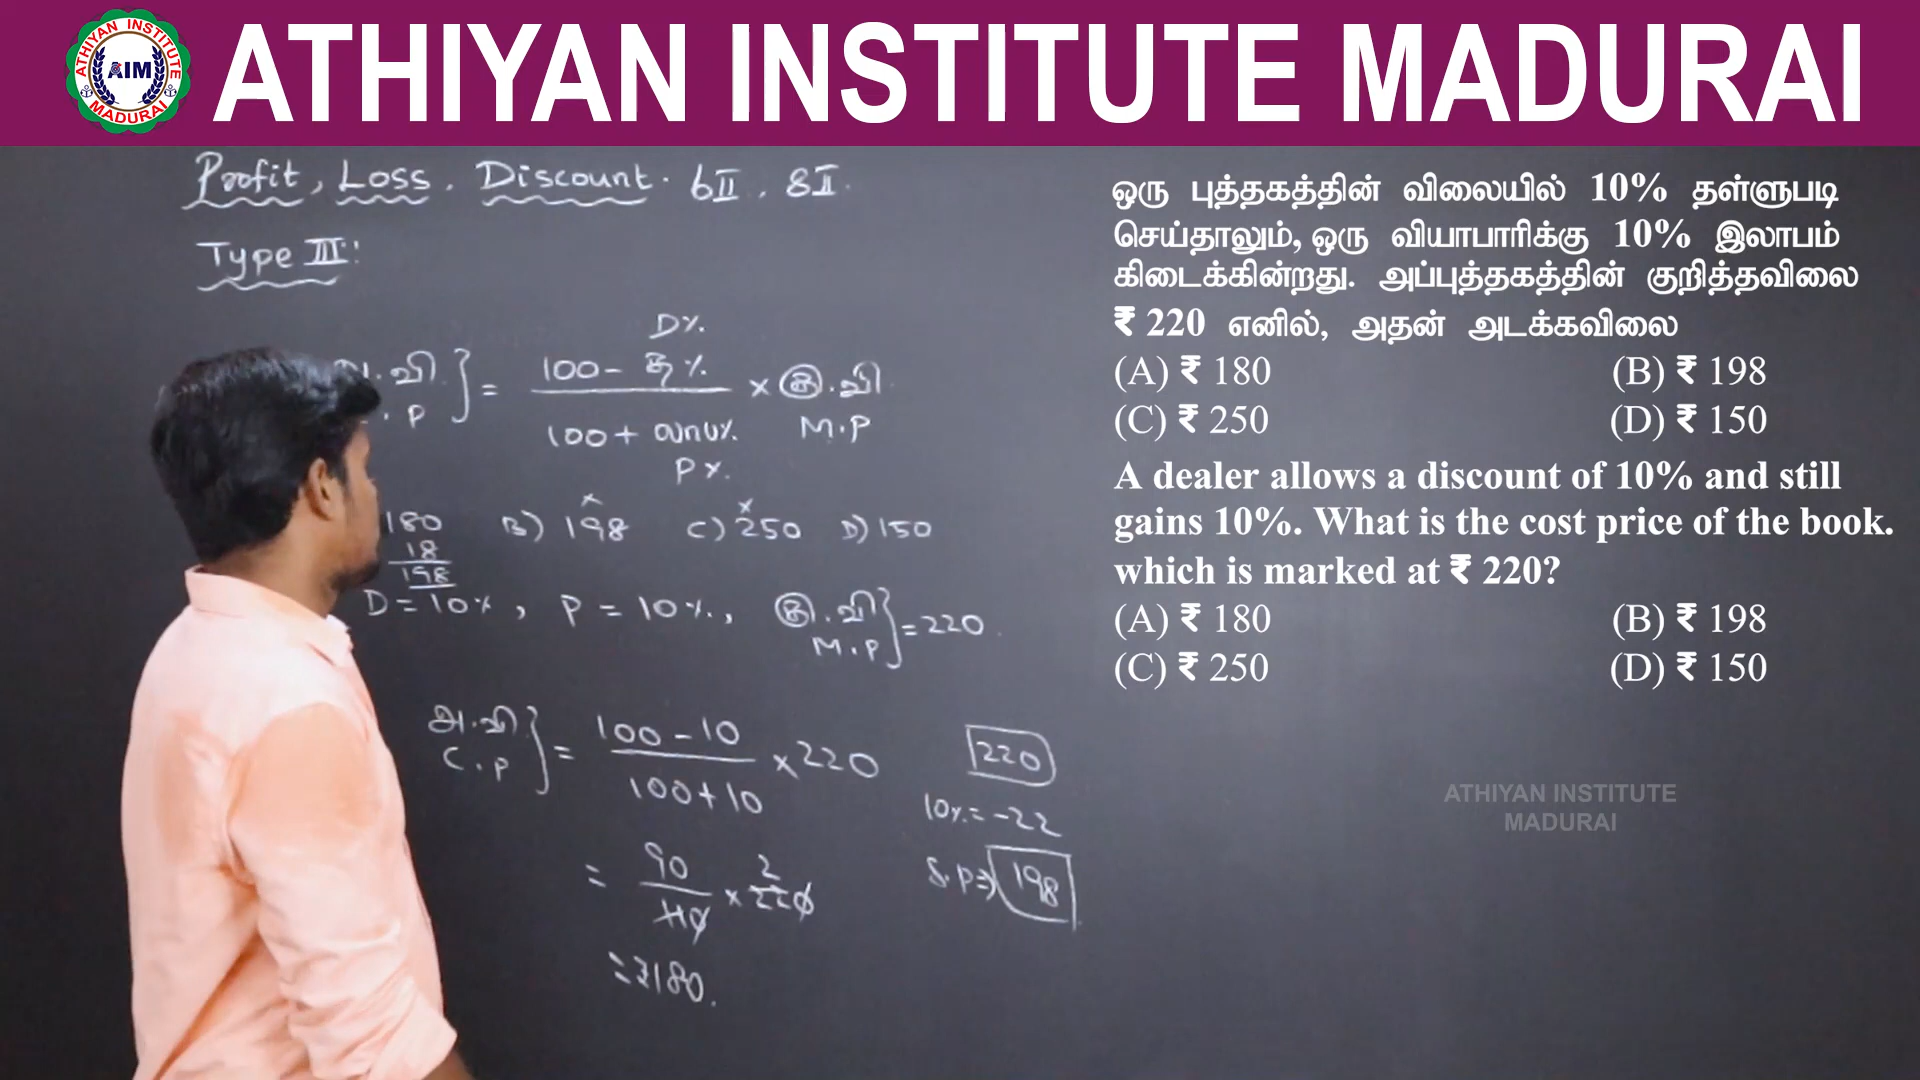 ATHIYAN INSTITUTE MADURAI
ATHIYAN INSTITUTE
AIM
MADURAI
Profit, Loss, Discount. 6II, 8I.
Type III:
D%
அ.வி } = 100 - த% / 100 + லாப% × கு.வி
.P M.P
P%
180 B) 198 C) 250 D) 150
18
198
D = 10%, P = 10%, கு.வி } = 220
M.P
அ.வி } = 100 - 10 / 100 + 10 × 220
C.P
= 90 / 110 × 220 2
= ₹180.
220
10% = -22
S.P ⇒ 198
ஒரு புத்தகத்தின் விலையில் 10% தள்ளுபடி
செய்தாலும், ஒரு வியாபாரிக்கு 10% இலாபம்
கிடைக்கின்றது. அப்புத்தகத்தின் குறித்தவிலை
₹ 220 எனில், அதன் அடக்கவிலை
(A) ₹ 180 (B) ₹ 198
(C) ₹ 250 (D) ₹ 150
A dealer allows a discount of 10% and still
gains 10%. What is the cost price of the book.
which is marked at ₹ 220?
(A) ₹ 180 (B) ₹ 198
(C) ₹ 250 (D) ₹ 150
ATHIYAN INSTITUTE
MADURAI